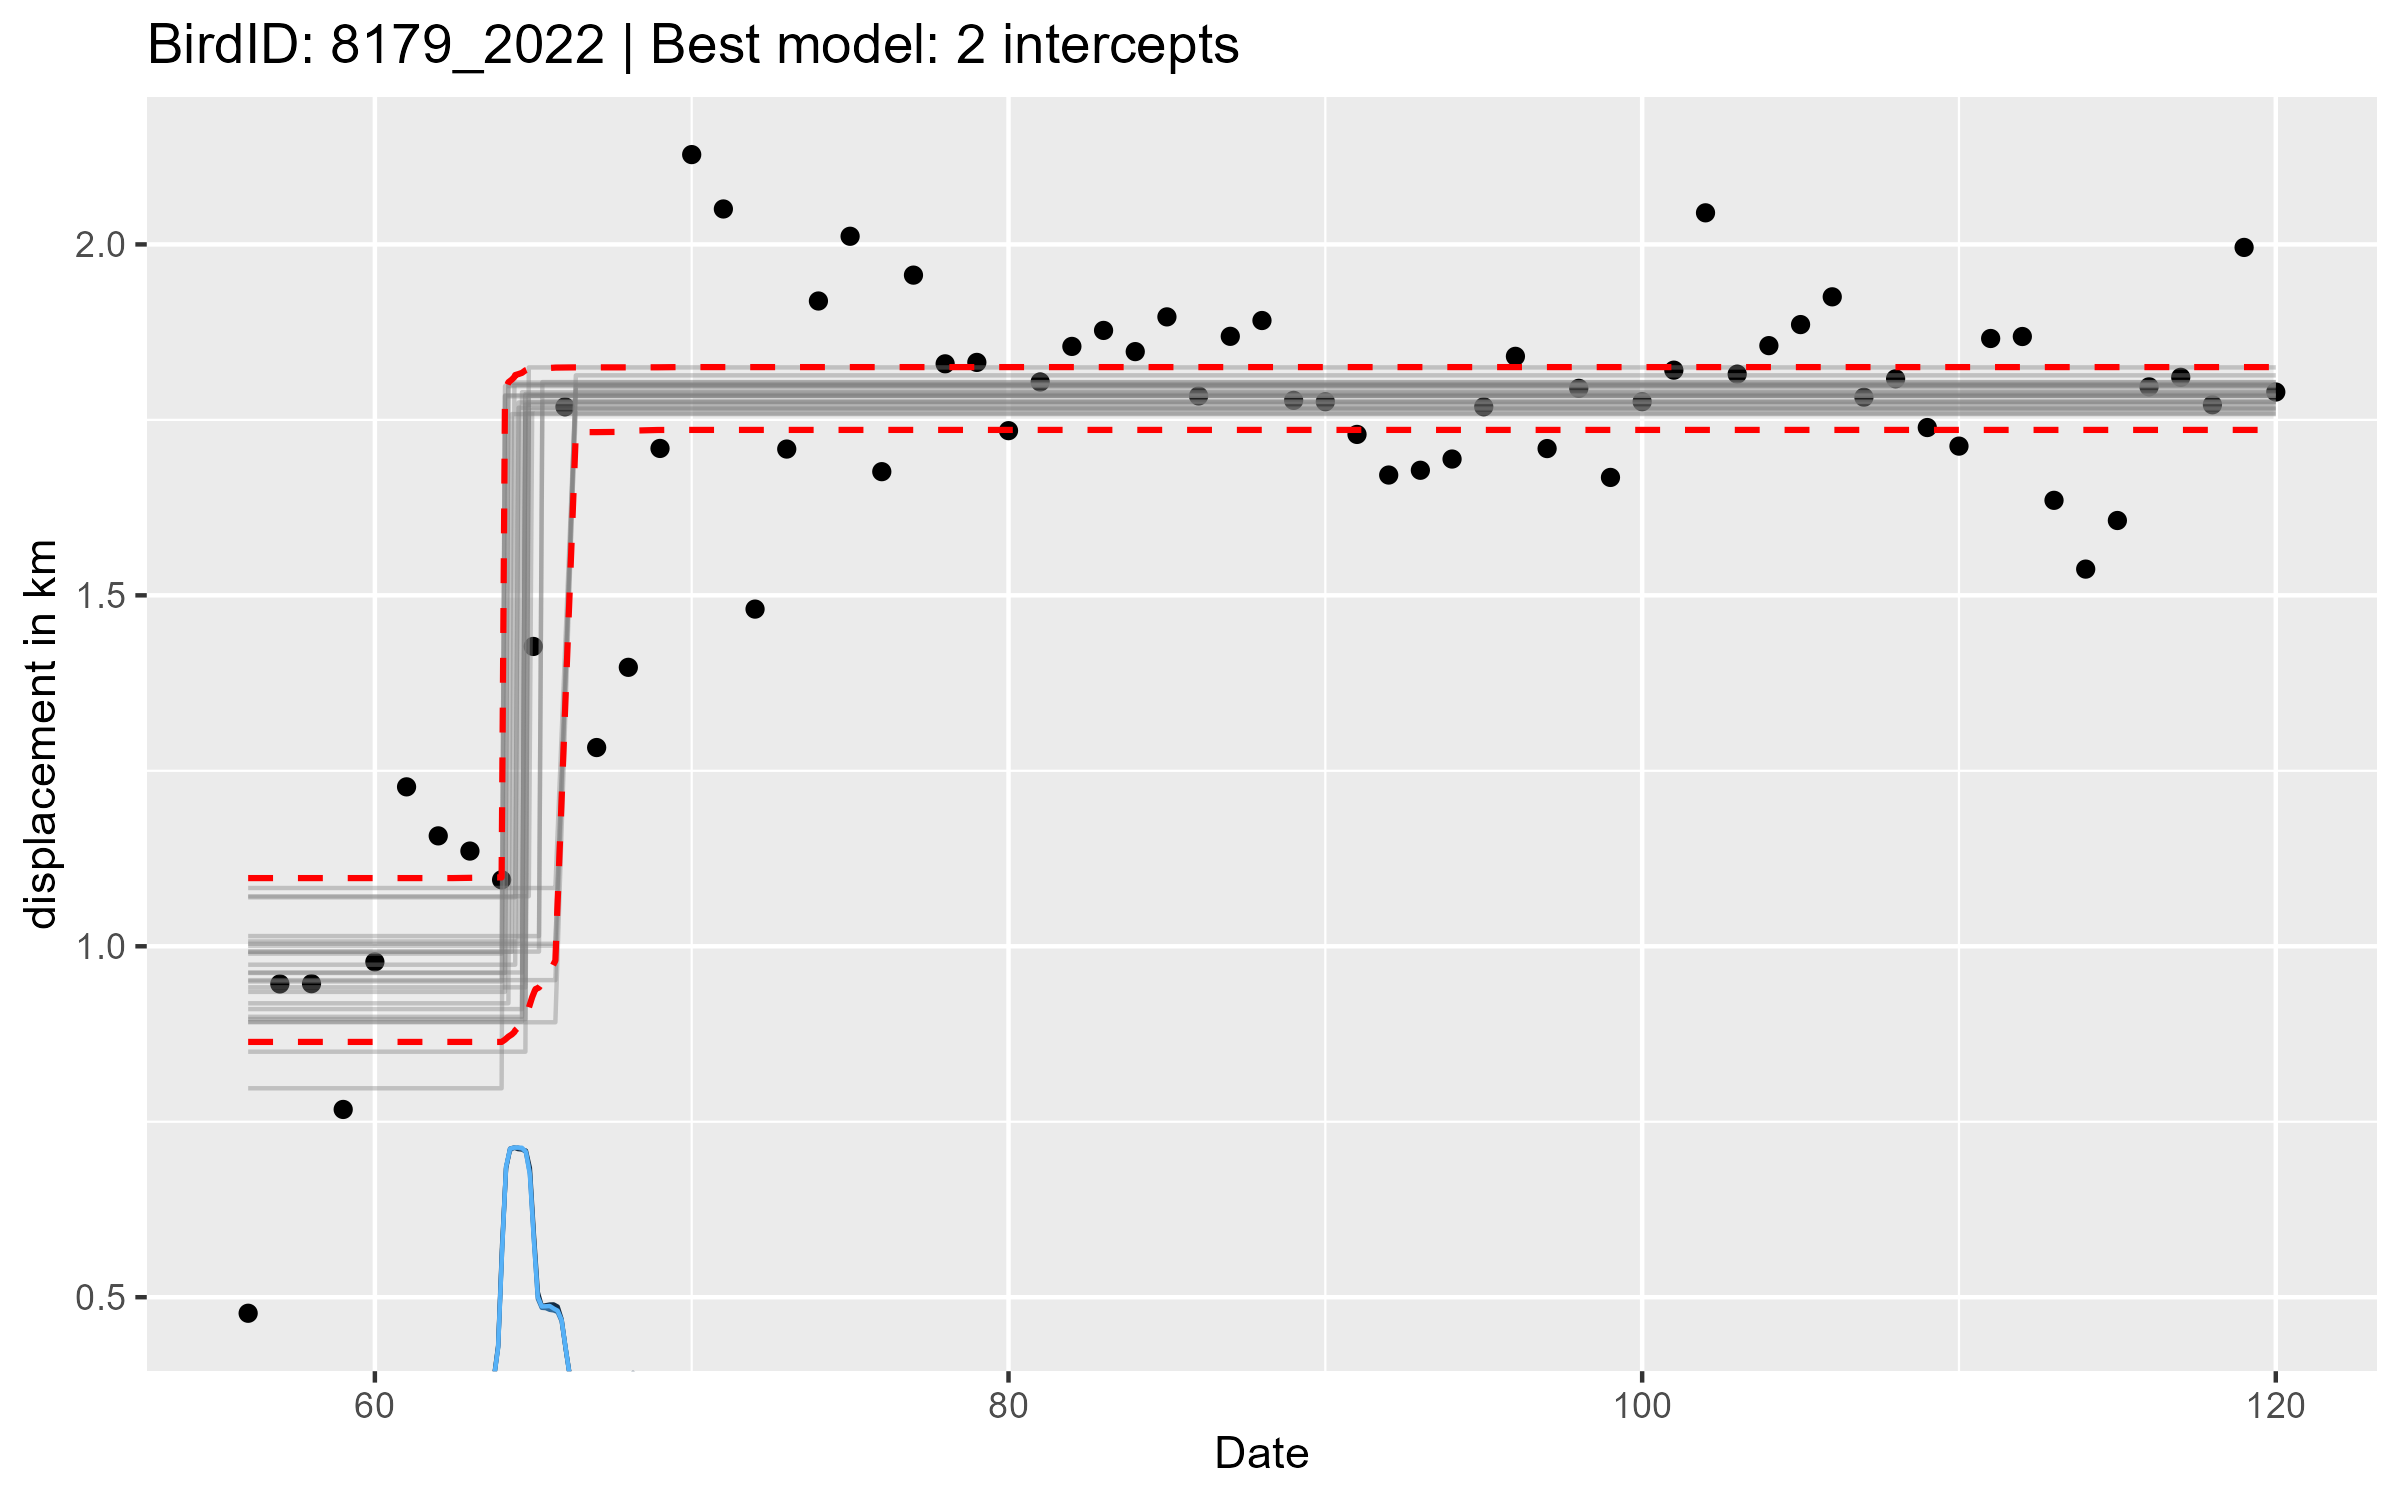 BirdID: 8179_2022 | Best model: 2 intercepts
displacement in km
2.0
1.5
1.0
0.5
60 80 100 120
Date